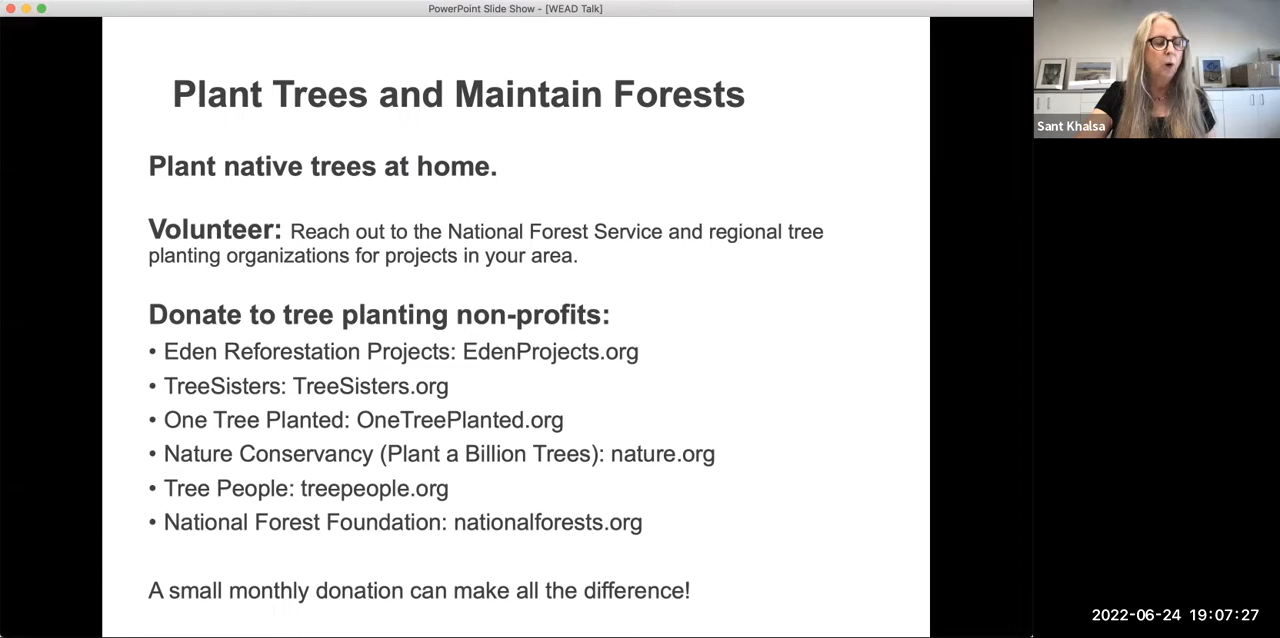 PowerPoint Slide Show - [WEAD Talk]
Plant Trees and Maintain Forests
Plant native trees at home.
Volunteer: Reach out to the National Forest Service and regional tree
planting organizations for projects in your area.
Donate to tree planting non-profits:
• Eden Reforestation Projects: EdenProjects.org
• TreeSisters: TreeSisters.org
• One Tree Planted: OneTreePlanted.org
• Nature Conservancy (Plant a Billion Trees): nature.org
• Tree People: treepeople.org
• National Forest Foundation: nationalforests.org
A small monthly donation can make all the difference!
Sant Khalsa
2022-06-24 19:07:27